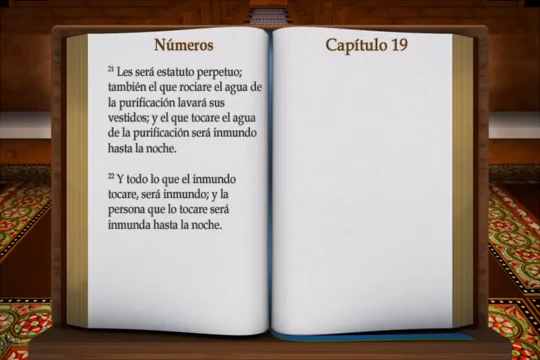 Números
²¹ Les será estatuto perpetuo;
también el que rociare el agua de
la purificación lavará sus
vestidos; y el que tocare el agua
de la purificación será inmundo
hasta la noche.
²² Y todo lo que el inmundo
tocare, será inmundo; y la
persona que lo tocare será
inmunda hasta la noche.
Capítulo 19